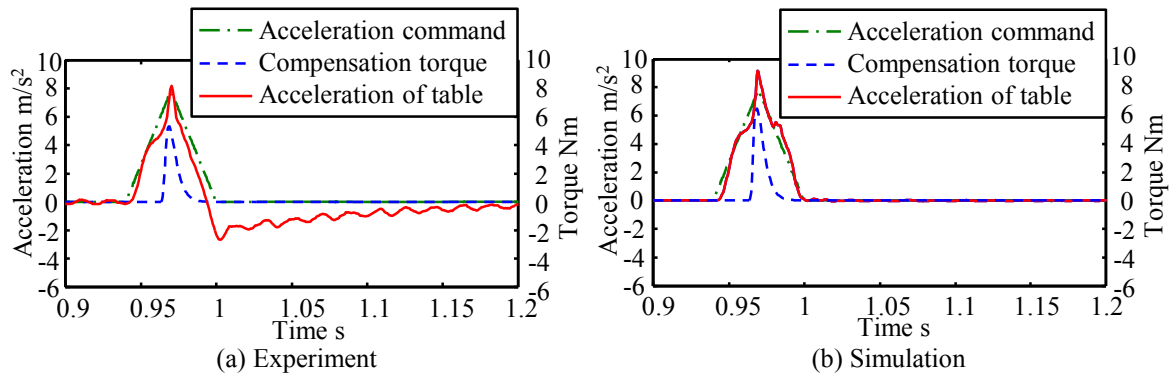 Acceleration command
Compensation torque
Acceleration of table
Acceleration m/s²
10
8
6
4
2
0
-2
-4
-6
10
8
6
4
2
0
-2
-4
-6
Torque Nm
0.9 0.95 1 1.05 1.1 1.15 1.2
Time s
(a) Experiment
Acceleration command
Compensation torque
Acceleration of table
Acceleration m/s²
10
8
6
4
2
0
-2
-4
-6
10
8
6
4
2
0
-2
-4
-6
Torque Nm
0.9 0.95 1 1.05 1.1 1.15 1.2
Time s
(b) Simulation